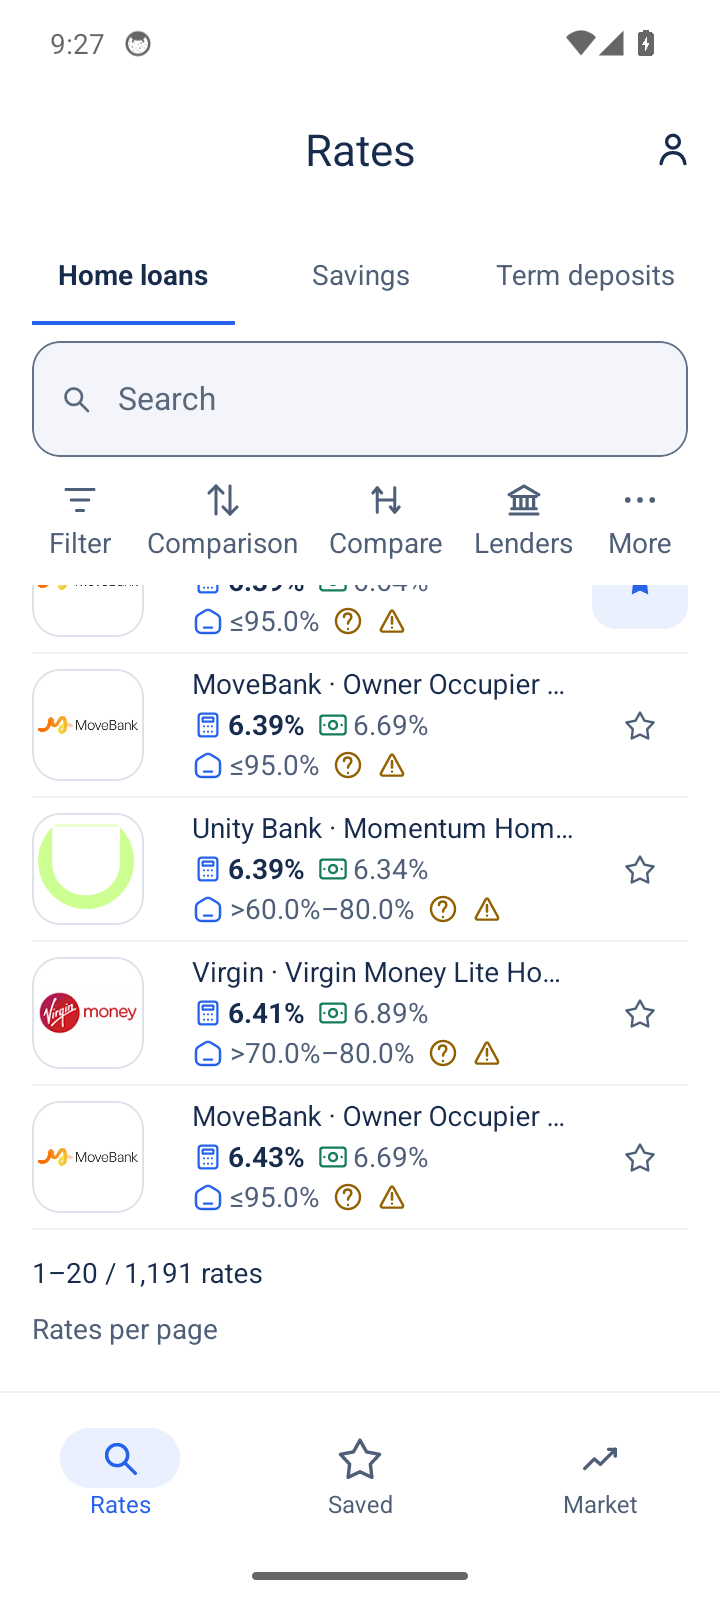 9:27
Rates
Home loans
Savings
Term deposits
Search
Filter
Comparison
Compare
Lenders
More
≤95.0%
MoveBank · Owner Occupier ...
MoveBank
6.39% 6.69%
≤95.0%
Unity Bank · Momentum Hom...
6.39% 6.34%
>60.0%–80.0%
Virgin · Virgin Money Lite Ho...
Virgin money
6.41% 6.89%
>70.0%–80.0%
MoveBank · Owner Occupier ...
MoveBank
6.43% 6.69%
≤95.0%
1–20 / 1,191 rates
Rates per page
Rates
Saved
Market